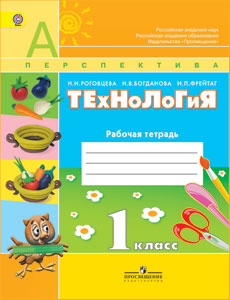 Российская академия наук
Российская академия образования
Издательство «Просвещение»
А
ПЕРСПЕКТИВА
Н.И.РОГОВЦЕВА, Н.В.БОГДАНОВА, И.П.ФРЕЙТАГ
ТЕхНоЛоГиЯ
Рабочая тетрадь
1 класс
ПРОСВЕЩЕНИЕ